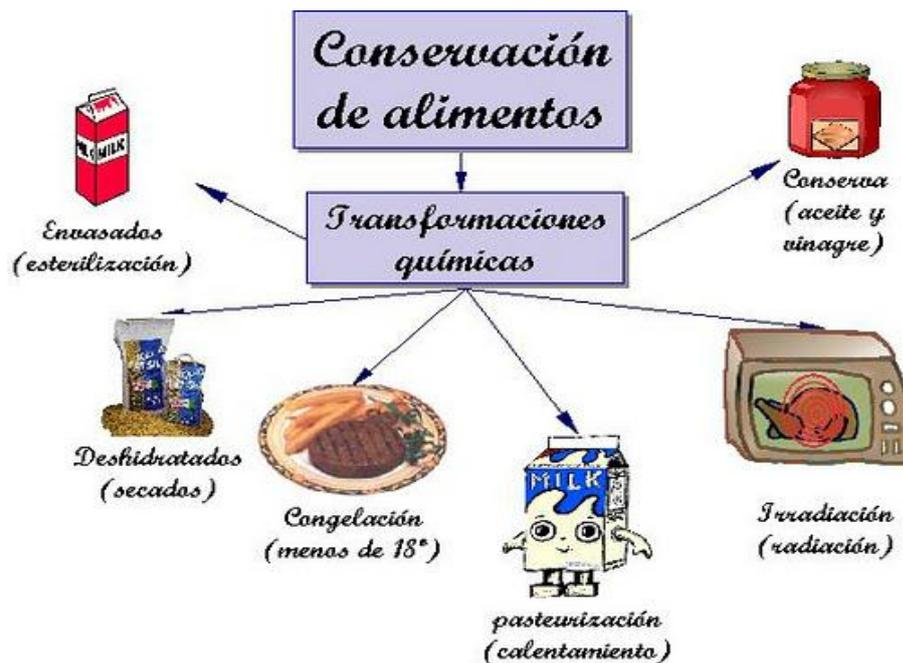 Conservación
de alimentos
MILK
Envasados
(esterilización)
Transformaciones
químicas
Conserva
(aceite y
vinagre)
Deshidratados
(secados)
Congelación
(menos de 18º)
MILK
pasteurización
(calentamiento)
Irradiación
(radiación)